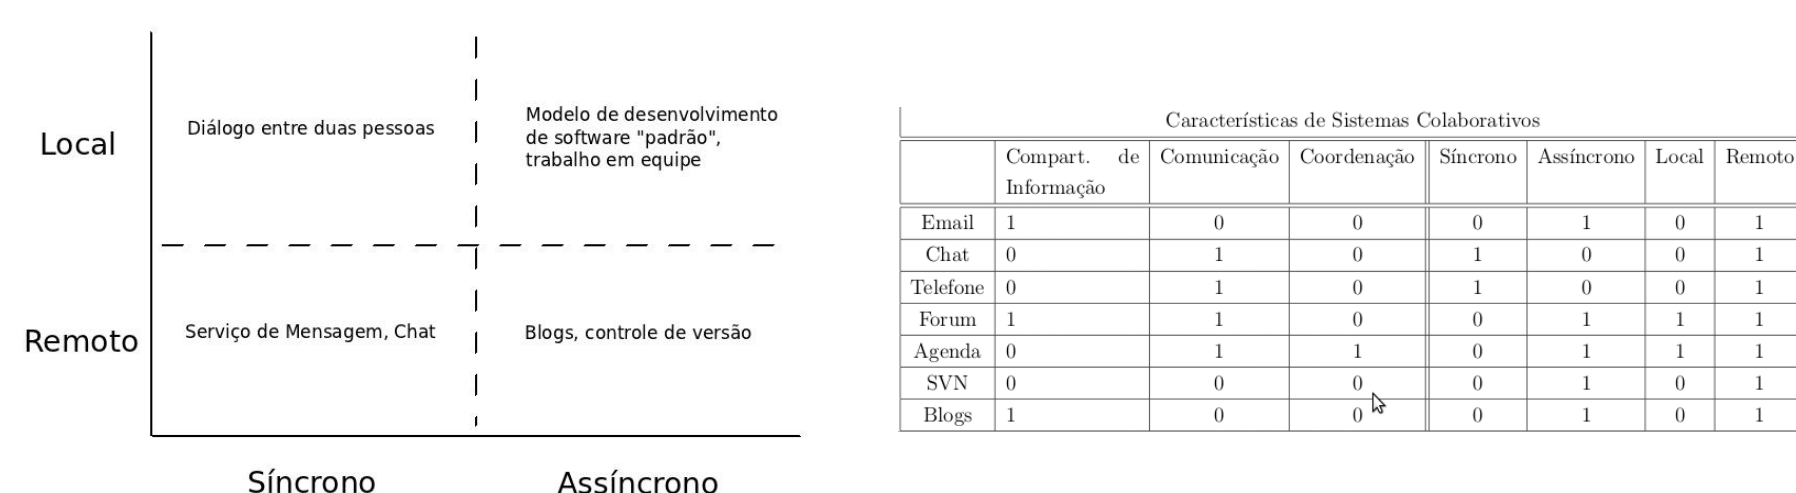 Local
Diálogo entre duas pessoas
Modelo de desenvolvimento
de software "padrão",
trabalho em equipe
Remoto
Serviço de Mensagem, Chat
Blogs, controle de versão
Síncrono
Assíncrono
Características de Sistemas Colaborativos
Compart. de Informação Comunicação Coordenação Síncrono Assíncrono Local Remoto
Email 1 0 0 0 1 0 1
Chat 0 1 0 1 0 0 1
Telefone 0 1 0 1 0 0 1
Forum 1 1 0 0 1 1 1
Agenda 0 1 1 0 1 1 1
SVN 0 0 0 0 1 0 1
Blogs 1 0 0 0 1 0 1